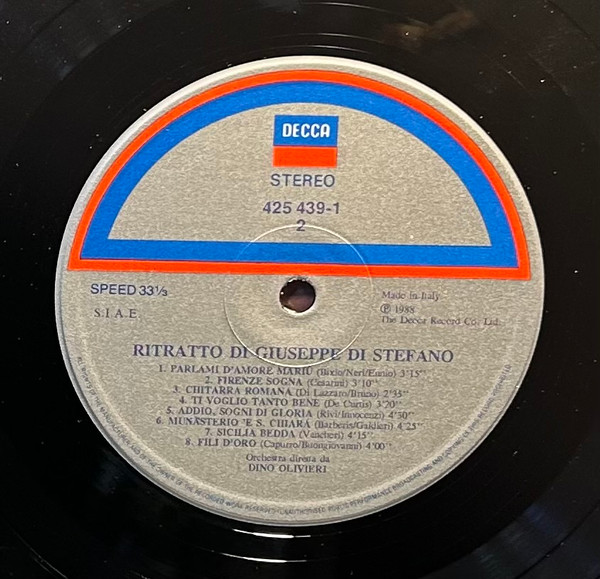 DECCA
STEREO
425 439-1
2
SPEED 33⅓
S.I.A.E.
Made in Italy
Ⓟ 1988
The Decca Record Co. Ltd.
RITRATTO DI GIUSEPPE DI STEFANO
1. PARLAMI D'AMORE MARIU (Bixio/Neri/Ennio) 3'15"
2. FIRENZE SOGNA (Cesarini) 3'10"
3. CHITARRA ROMANA (Di Lazzaro/Bruno) 2'55"
4. TI VOGLIO TANTO BENE (De Curtis) 3'20"
5. ADDIO, SOGNI DI GLORIA (Rivi/Innocenzi) 4'30"
6. MUNASTERIO 'E S. CHIARA (Barberis/Galdieri) 4'25"
7. SICILIA BEDDA (Vancheri) 4'15"
8. FILI D'ORO (Capurro/Buongiovanni) 4'00"
Orchestra diretta da
DINO OLIVIERI